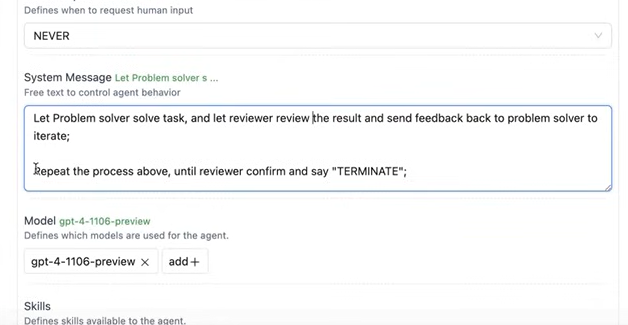 Defines when to request human input
NEVER
System Message Let Problem solver s ...
Free text to control agent behavior
Let Problem solver solve task, and let reviewer review the result and send feedback back to problem solver to
iterate;
Repeat the process above, until reviewer confirm and say "TERMINATE";
Model gpt-4-1106-preview
Defines which models are used for the agent.
gpt-4-1106-preview × add+
Skills
Defines skills available to the agent.